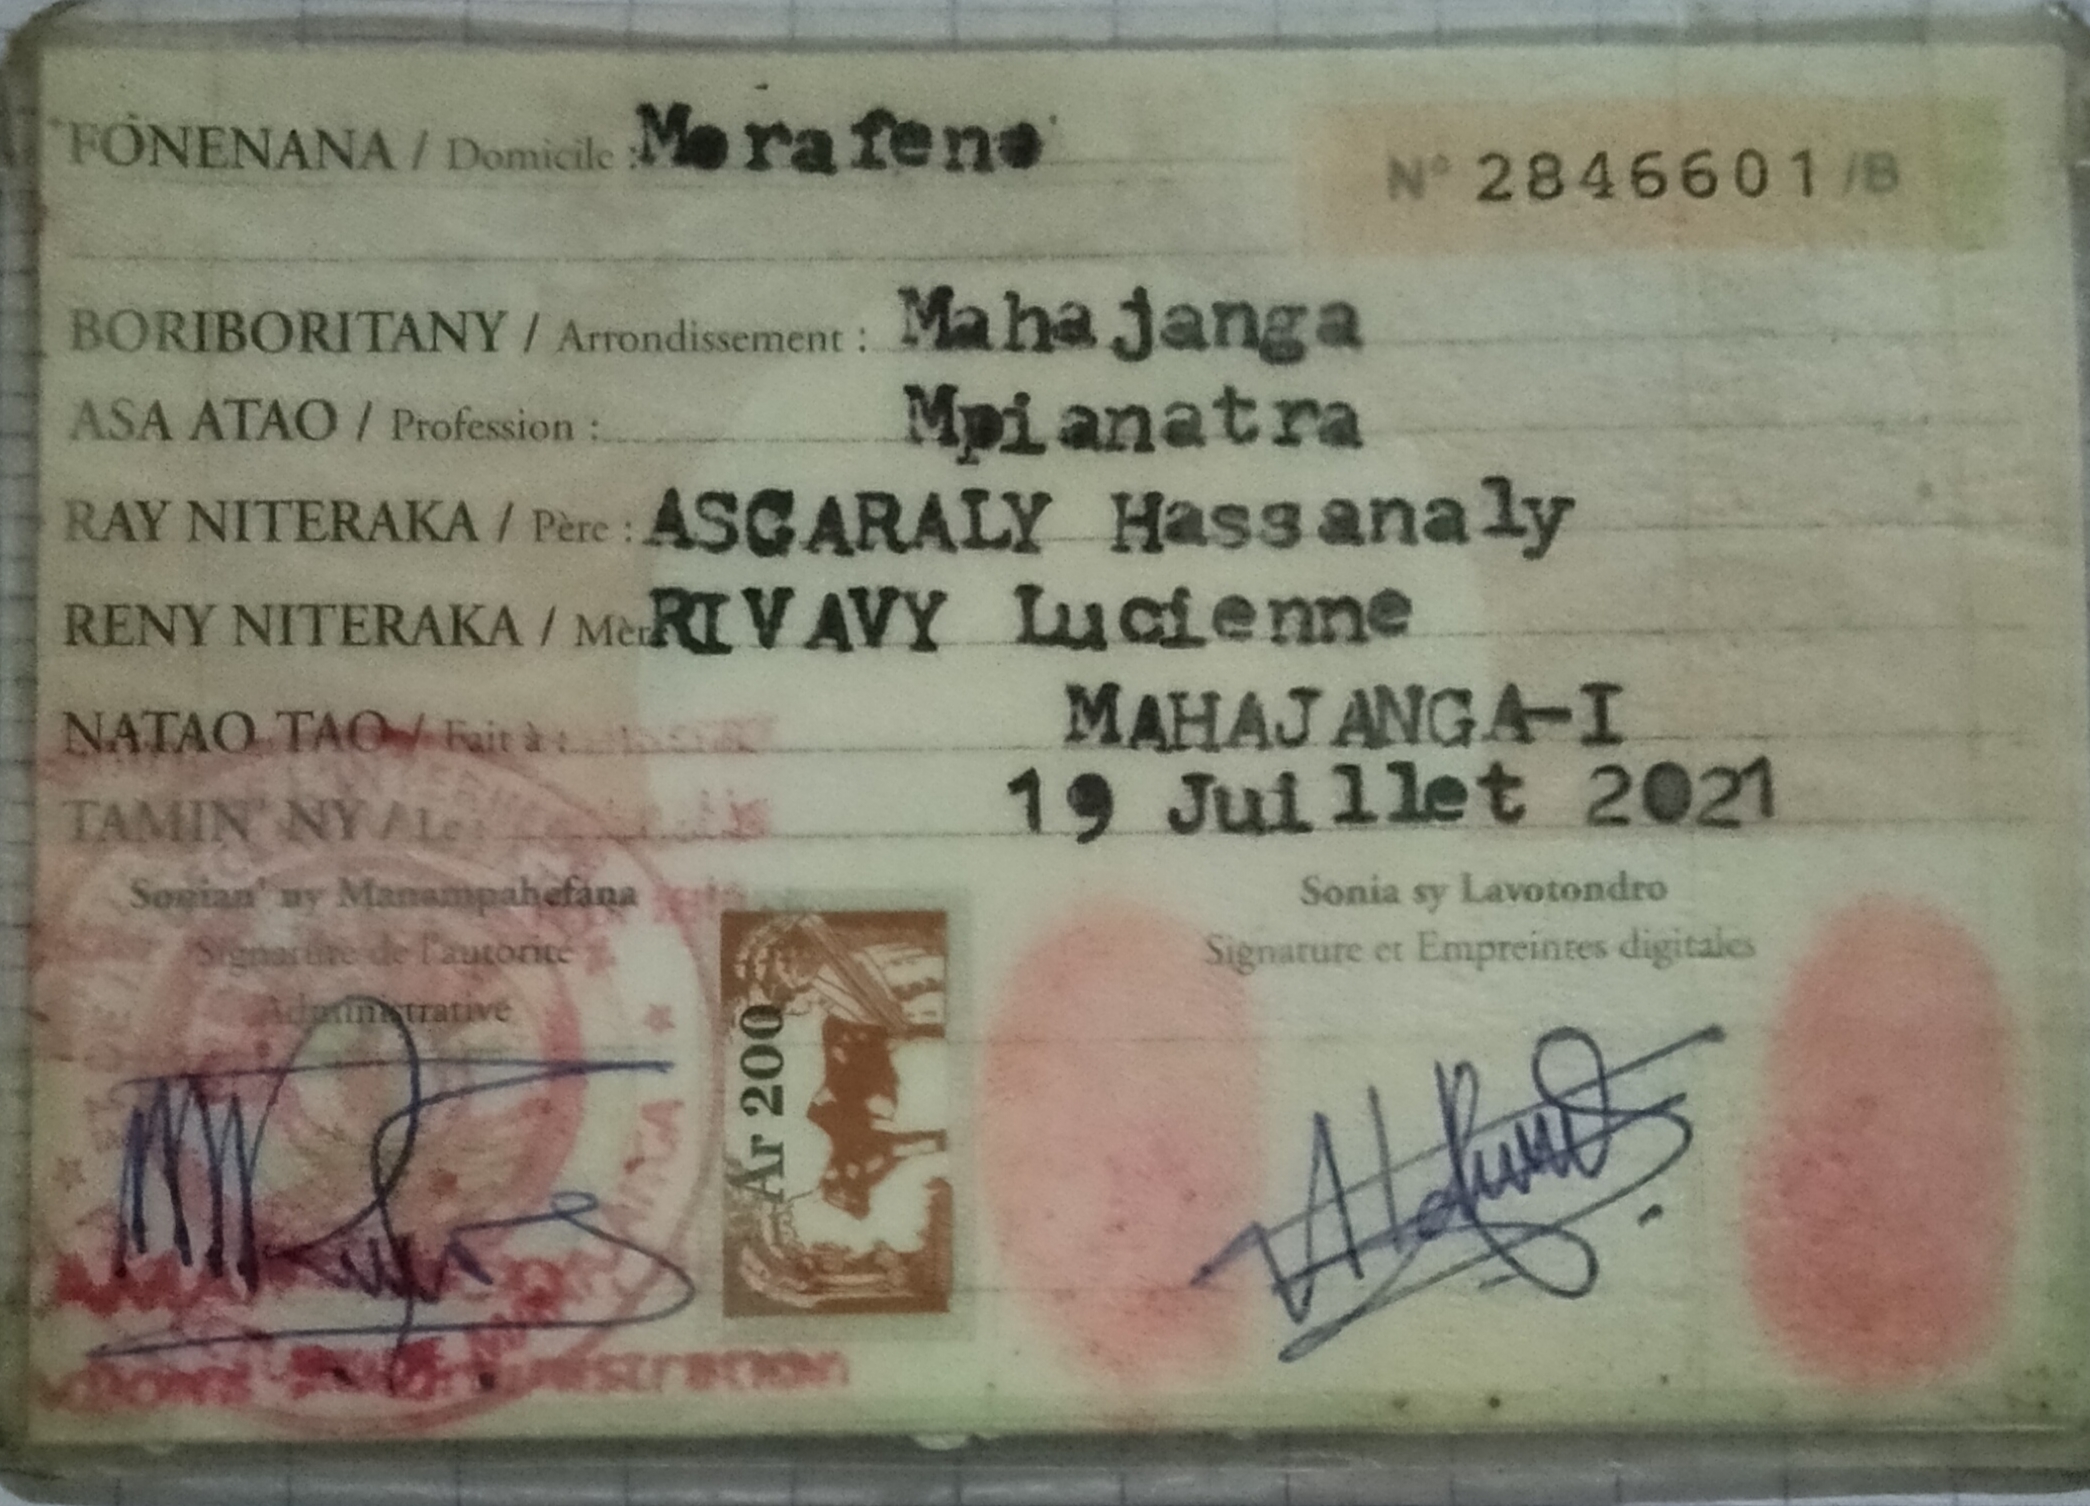 FONENANA / Domicile : Morafeno
N° 2846601 /B
BORIBORITANY / Arrondissement : Mahajanga
ASA ATAO / Profession : Mpianatra
RAY NITERAKA / Père : ASGARALY Hassanaly
RENY NITERAKA / Mèr RIVAVY Lucienne
NATAO TAO / Fait à : MAHAJANGA-I
TAMIN' NY / Le : 19 Juillet 2021
Sonian' ny Manampahefana
Signature de l'autorité
Administrative
Ar 200
Sonia sy Lavotondro
Signature et Empreintes digitales